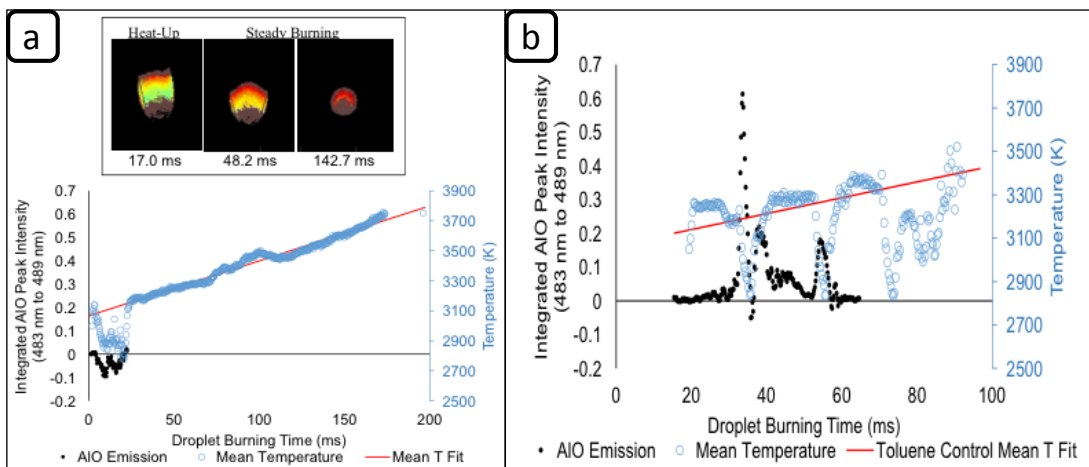 a
Heat-Up Steady Burning
17.0 ms 48.2 ms 142.7 ms
Integrated AlO Peak Intensity
(483 nm to 489 nm)
0.7
0.6
0.5
0.4
0.3
0.2
0.1
0
-0.1
-0.2
3900
3700
3500
3300
3100
2900
2700
2500
Temperature (K)
0 50 100 150 200
Droplet Burning Time (ms)
AlO Emission Mean Temperature Mean T Fit
b
Integrated AlO Peak Intensity
(483 nm to 489 nm)
0.7
0.6
0.5
0.4
0.3
0.2
0.1
0
-0.1
-0.2
3900
3700
3500
3300
3100
2900
2700
2500
Temperature (K)
0 20 40 60 80 100
Droplet Burning Time (ms)
AlO Emission Mean Temperature Toluene Control Mean T Fit